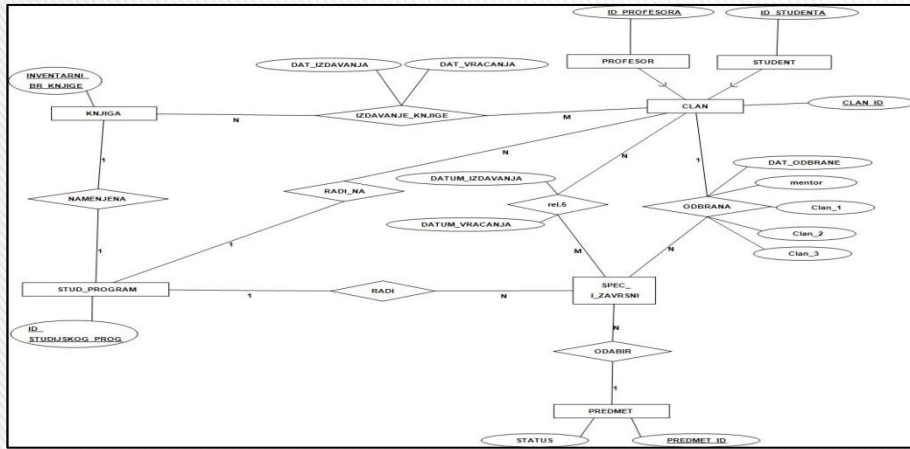 ID_PROFESORA
ID_STUDENTA
PROFESOR
STUDENT
DAT_IZDAVANJA
DAT_VRACANJA
INVENTARNI_
BR_KNJIGE
KNJIGA
N
IZDAVANJE_KNJIGE
M
CLAN
CLAN_ID
1
N
N
1
DATUM_IZDAVANJA
DAT_ODBRANE
mentor
NAMENJENA
RADI_NA
rel.5
ODBRANA
Clan_1
DATUM_VRACANJA
Clan_2
Clan_3
1
1
M
N
STUD_PROGRAM
1
RADI
N
SPEC_
I_ZAVRSNI
ID_
STUDIJSKOG_PROG
N
ODABIR
1
PREDMET
STATUS
PREDMET_ID